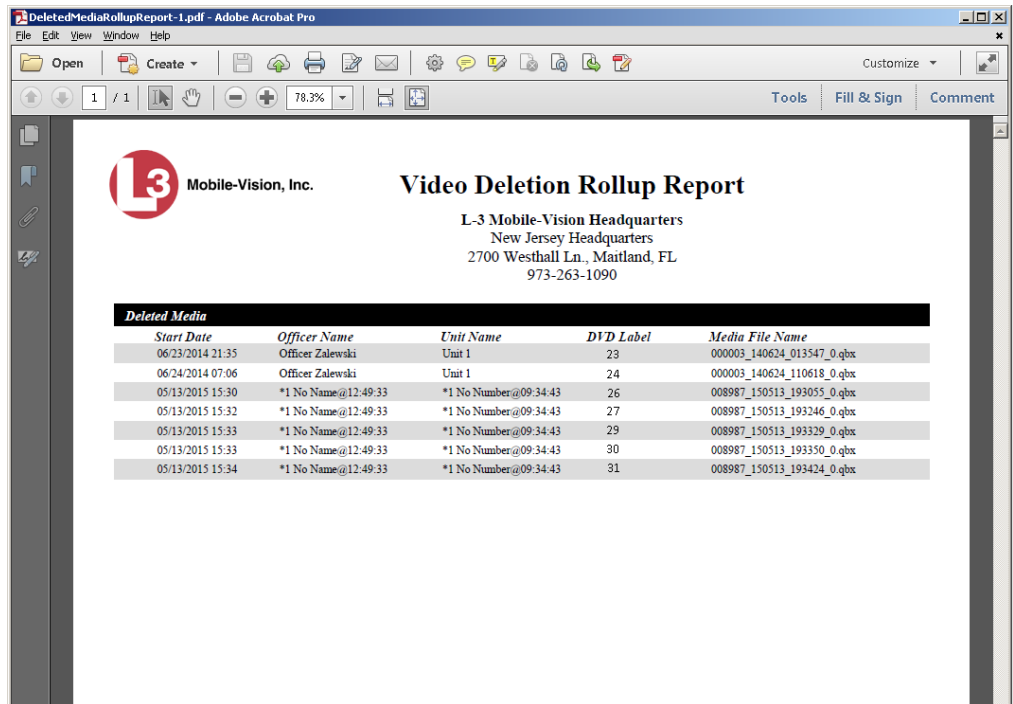 DeletedMediaRollupReport-1.pdf - Adobe Acrobat Pro
File Edit View Window Help
Open Create Customize
1 / 1 78.3% Tools Fill & Sign Comment
L3 Mobile-Vision, Inc.
Video Deletion Rollup Report
L-3 Mobile-Vision Headquarters
New Jersey Headquarters
2700 Westhall Ln., Maitland, FL
973-263-1090
Deleted Media
Start Date Officer Name Unit Name DVD Label Media File Name
06/23/2014 21:35 Officer Zalewski Unit 1 23 000003_140624_013547_0.qbx
06/24/2014 07:06 Officer Zalewski Unit 1 24 000003_140624_110618_0.qbx
05/13/2015 15:30 *1 No Name@12:49:33 *1 No Number@09:34:43 26 008987_150513_193055_0.qbx
05/13/2015 15:32 *1 No Name@12:49:33 *1 No Number@09:34:43 27 008987_150513_193246_0.qbx
05/13/2015 15:33 *1 No Name@12:49:33 *1 No Number@09:34:43 29 008987_150513_193329_0.qbx
05/13/2015 15:33 *1 No Name@12:49:33 *1 No Number@09:34:43 30 008987_150513_193350_0.qbx
05/13/2015 15:34 *1 No Name@12:49:33 *1 No Number@09:34:43 31 008987_150513_193424_0.qbx